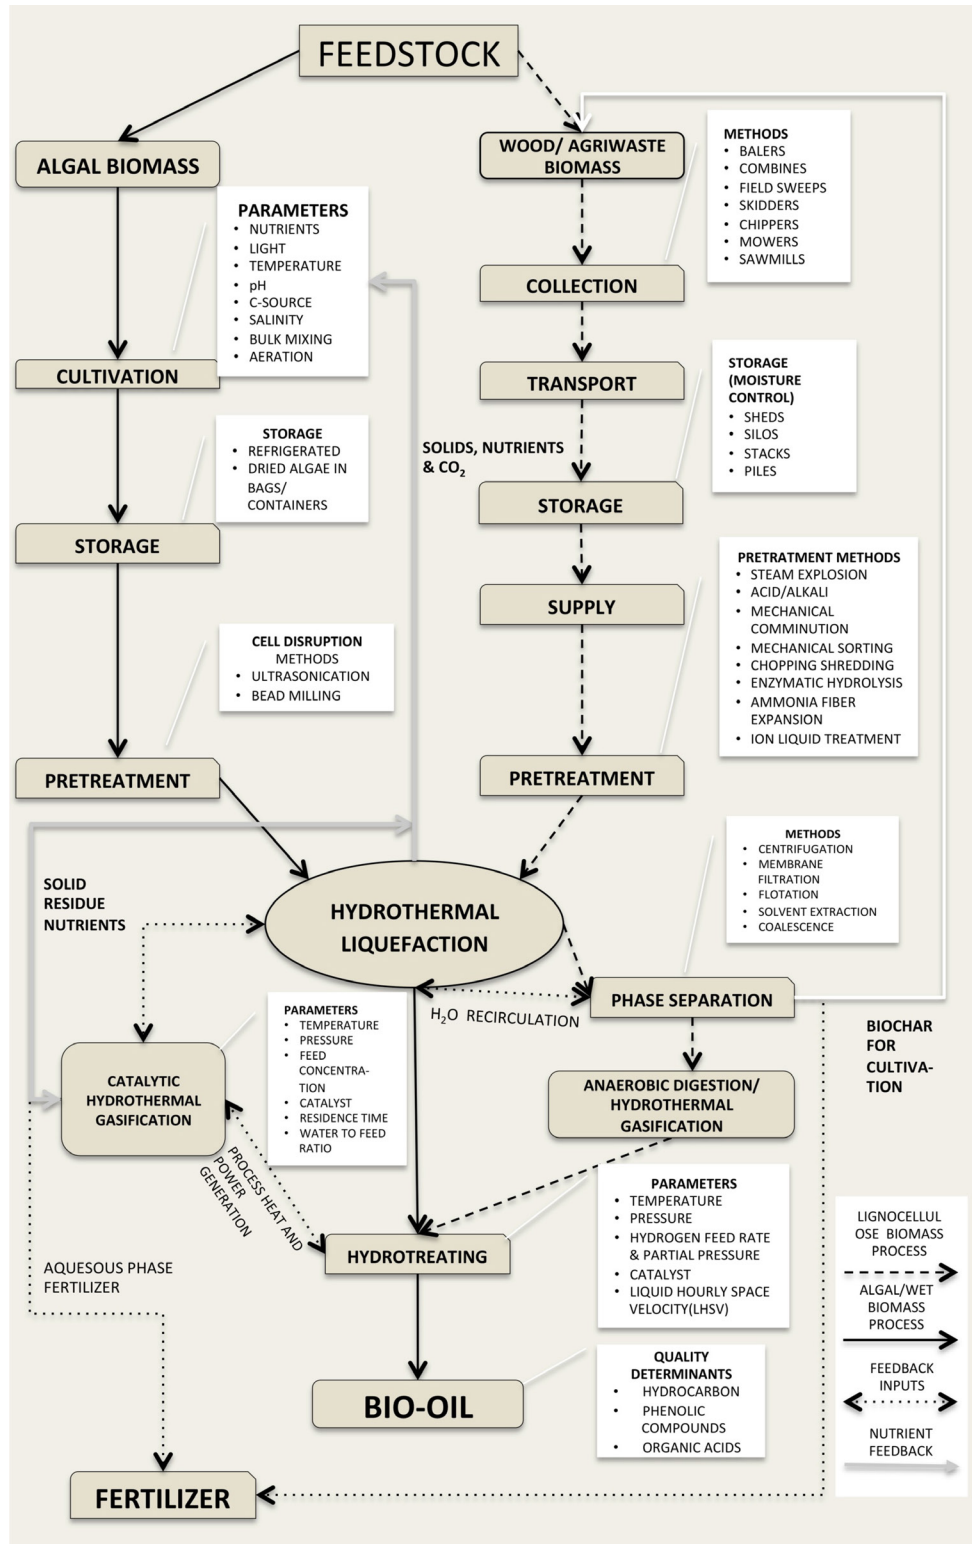 FEEDSTOCK
ALGAL BIOMASS
WOOD/ AGRIWASTE
BIOMASS
METHODS
• BALERS
• COMBINES
• FIELD SWEEPS
• SKIDDERS
• CHIPPERS
• MOWERS
• SAWMILLS
PARAMETERS
• NUTRIENTS
• LIGHT
• TEMPERATURE
• pH
• C-SOURCE
• SALINITY
• BULK MIXING
• AERATION
COLLECTION
CULTIVATION
TRANSPORT
STORAGE
(MOISTURE
CONTROL)
• SHEDS
• SILOS
• STACKS
• PILES
STORAGE
• REFRIGERATED
• DRIED ALGAE IN
BAGS/
CONTAINERS
SOLIDS, NUTRIENTS
& CO₂
STORAGE
STORAGE
SUPPLY
PRETRATMENT METHODS
• STEAM EXPLOSION
• ACID/ALKALI
• MECHANICAL
COMMINUTION
• MECHANICAL SORTING
• CHOPPING SHREDDING
• ENZYMATIC HYDROLYSIS
• AMMONIA FIBER
EXPANSION
• ION LIQUID TREATMENT
CELL DISRUPTION
METHODS
• ULTRASONICATION
• BEAD MILLING
PRETREATMENT
PRETREATMENT
METHODS
• CENTRIFUGATION
• MEMBRANE
FILTRATION
• FLOTATION
• SOLVENT EXTRACTION
• COALESCENCE
SOLID
RESIDUE
NUTRIENTS
HYDROTHERMAL
LIQUEFACTION
PHASE SEPARATION
H₂O RECIRCULATION
BIOCHAR
FOR
CULTIVA-
TION
PARAMETERS
• TEMPERATURE
• PRESSURE
• FEED
CONCENTRA-
TION
• CATALYST
• RESIDENCE TIME
• WATER TO FEED
RATIO
CATALYTIC
HYDROTHERMAL
GASIFICATION
ANAEROBIC DIGESTION/
HYDROTHERMAL
GASIFICATION
PROCESS HEAT AND
POWER
GENERATION
PARAMETERS
• TEMPERATURE
• PRESSURE
• HYDROGEN FEED RATE
& PARTIAL PRESSURE
• CATALYST
• LIQUID HOURLY SPACE
VELOCITY(LHSV)
HYDROTREATING
AQUESOUS PHASE
FERTILIZER
LIGNOCELLUL
OSE BIOMASS
PROCESS
ALGAL/WET
BIOMASS
PROCESS
FEEDBACK
INPUTS
NUTRIENT
FEEDBACK
QUALITY
DETERMINANTS
• HYDROCARBON
• PHENOLIC
COMPOUNDS
• ORGANIC ACIDS
BIO-OIL
FERTILIZER